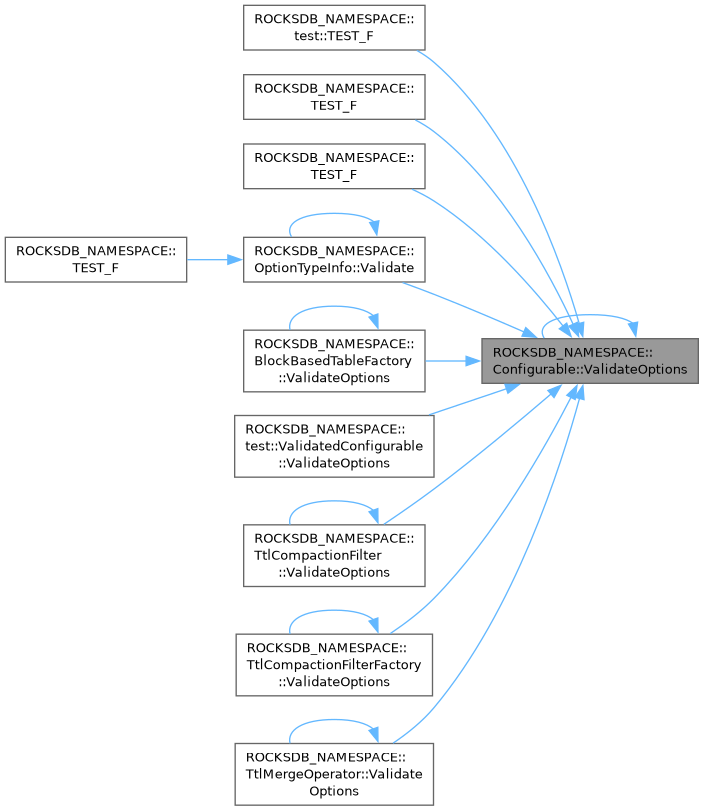 ROCKSDB_NAMESPACE::
test::TEST_F
ROCKSDB_NAMESPACE::
TEST_F
ROCKSDB_NAMESPACE::
TEST_F
ROCKSDB_NAMESPACE::
TEST_F
ROCKSDB_NAMESPACE::
OptionTypeInfo::Validate
ROCKSDB_NAMESPACE::
BlockBasedTableFactory
::ValidateOptions
ROCKSDB_NAMESPACE::
Configurable::ValidateOptions
ROCKSDB_NAMESPACE::
test::ValidatedConfigurable
::ValidateOptions
ROCKSDB_NAMESPACE::
TtlCompactionFilter
::ValidateOptions
ROCKSDB_NAMESPACE::
TtlCompactionFilterFactory
::ValidateOptions
ROCKSDB_NAMESPACE::
TtlMergeOperator::Validate
Options